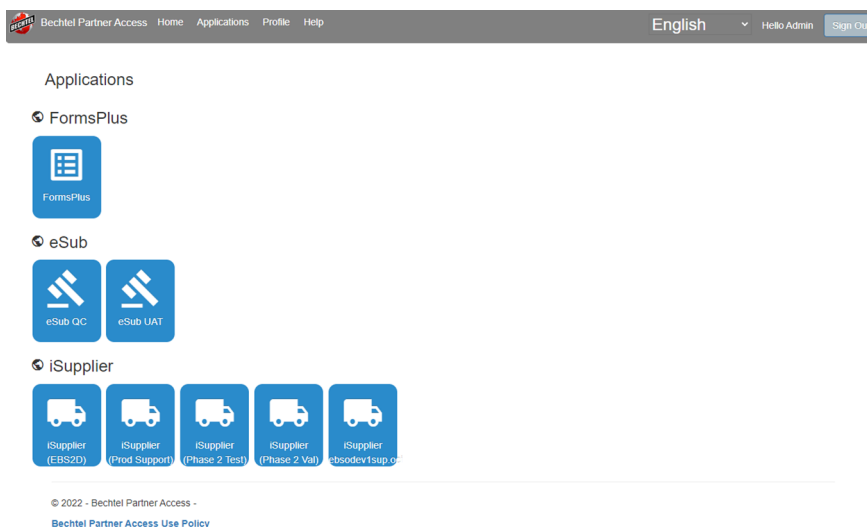 BECHTEL Bechtel Partner Access Home Applications Profile Help English Hello Admin Sign Ou
Applications
FormsPlus
FormsPlus
eSub
eSub QC eSub UAT
iSupplier
iSupplier iSupplier iSupplier iSupplier iSupplier
(EBS2D) (Prod Support) (Phase 2 Test) (Phase 2 Val) ebsodev1sup.o
© 2022 - Bechtel Partner Access -
Bechtel Partner Access Use Policy